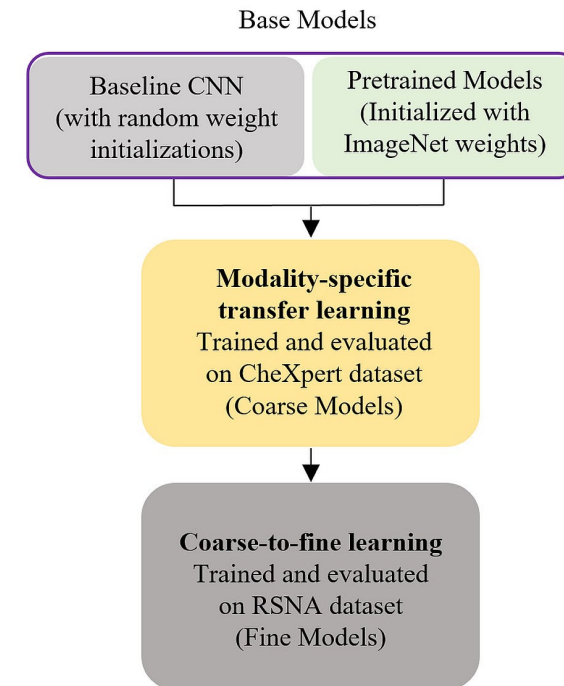 Base Models
Baseline CNN
(with random weight
initializations)
Pretrained Models
(Initialized with
ImageNet weights)
Modality-specific
transfer learning
Trained and evaluated
on CheXpert dataset
(Coarse Models)
Coarse-to-fine learning
Trained and evaluated
on RSNA dataset
(Fine Models)